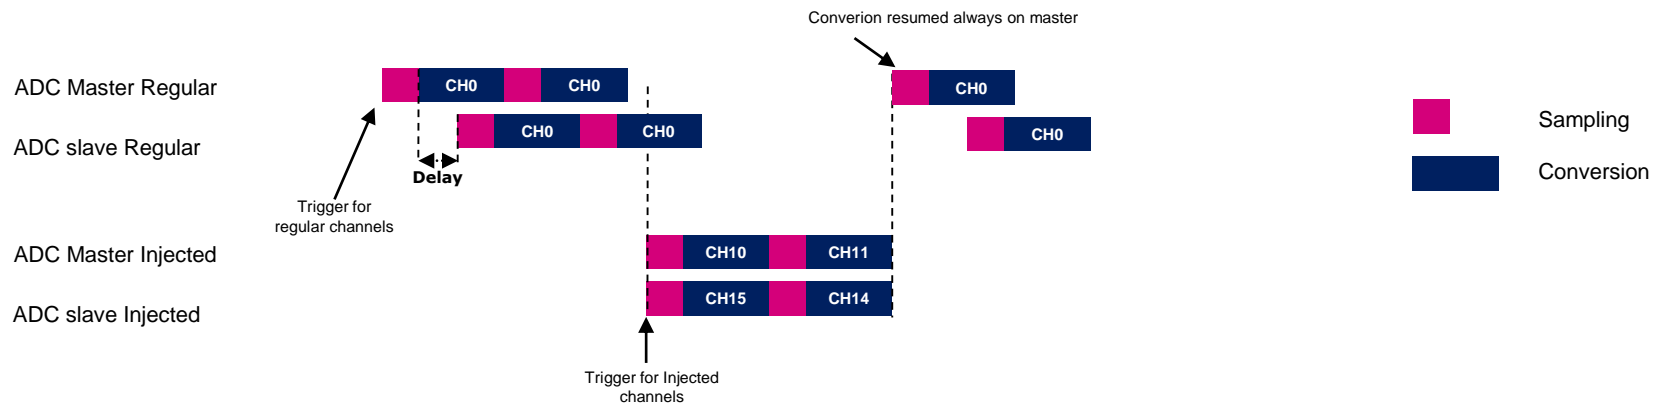 Converion resumed always on master
ADC Master Regular
CH0 CH0 CH0
Sampling
ADC slave Regular
CH0 CH0 CH0
Conversion
Delay
Trigger for
regular channels
ADC Master Injected
CH10 CH11
ADC slave Injected
CH15 CH14
Trigger for Injected
channels